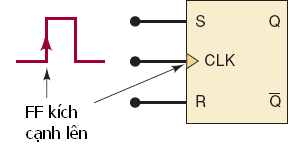 S Q
CLK
R Q̅
FF kích
cạnh lên